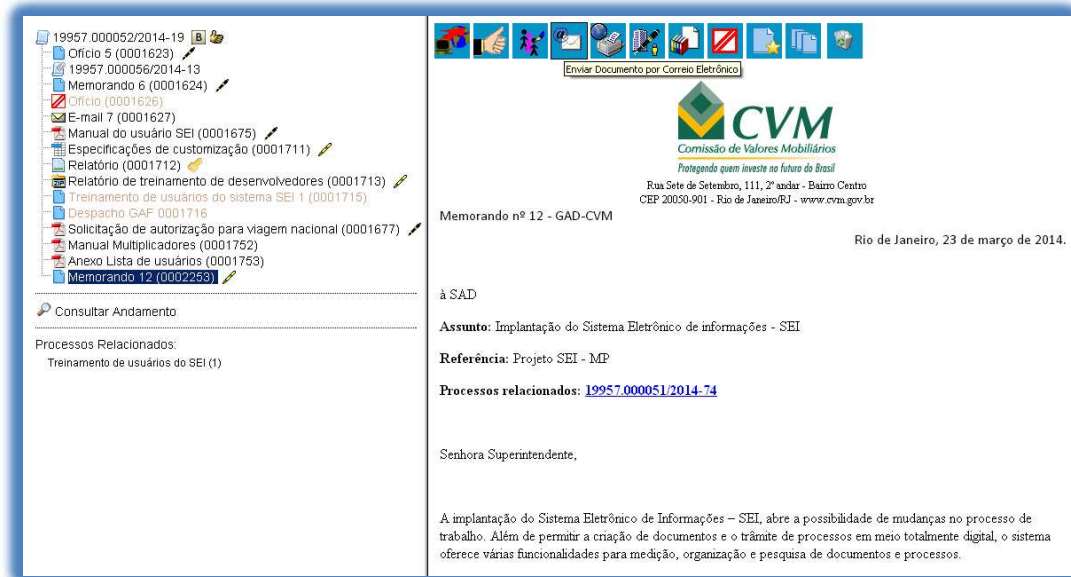 19957.000052/2014-19 B
Ofício 5 (0001623)
19957.000056/2014-13
Memorando 6 (0001624)
Ofício (0001626)
E-mail 7 (0001627)
Manual do usuário SEI (0001675)
Especificações de customização (0001711)
Relatório (0001712)
Relatório de treinamento de desenvolvedores (0001713)
Treinamento de usuários do sistema SEI 1 (0001715)
Despacho GAF 0001716
Solicitação de autorização para viagem nacional (0001677)
Manual Multiplicadores (0001752)
Anexo Lista de usuários (0001753)
Memorando 12 (0002253)
Consultar Andamento
Processos Relacionados:
Treinamento de usuários do SEI (1)
Enviar Documento por Correio Eletrônico
CVM
Comissão de Valores Mobiliários
Protegendo quem investe no futuro do Brasil
Rua Sete de Setembro, 111, 2º andar - Bairro Centro
CEP 20050-901 - Rio de Janeiro/RJ - www.cvm.gov.br
Memorando nº 12 - GAD-CVM
Rio de Janeiro, 23 de março de 2014.
à SAD
Assunto: Implantação do Sistema Eletrônico de informações - SEI
Referência: Projeto SEI - MP
Processos relacionados: 19957.000051/2014-74
Senhora Superintendente,
A implantação do Sistema Eletrônico de Informações – SEI, abre a possibilidade de mudanças no processo de
trabalho. Além de permitir a criação de documentos e o trâmite de processos em meio totalmente digital, o sistema
oferece várias funcionalidades para medição, organização e pesquisa de documentos e processos.